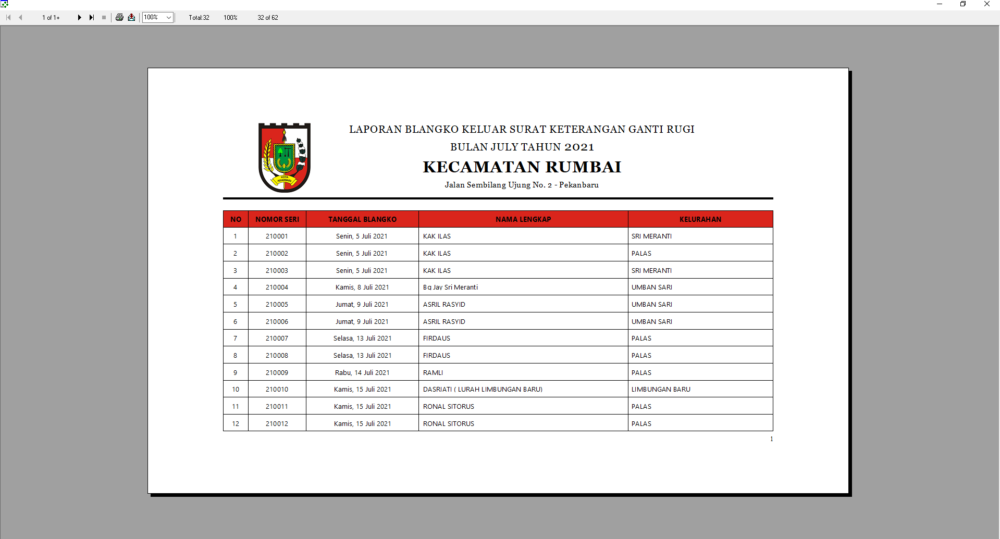 1 of 1+ 100% Total:32 100% 32 of 62
LAPORAN BLANGKO KELUAR SURAT KETERANGAN GANTI RUGI
BULAN JULY TAHUN 2021
KECAMATAN RUMBAI
Jalan Sembilang Ujung No. 2 - Pekanbaru
KOTA
PEKANBARU
NO NOMOR SERI TANGGAL BLANGKO NAMA LENGKAP KELURAHAN
1 210001 Senin, 5 Juli 2021 KAK ILAS SRI MERANTI
2 210002 Senin, 5 Juli 2021 KAK ILAS PALAS
3 210003 Senin, 5 Juli 2021 KAK ILAS SRI MERANTI
4 210004 Kamis, 8 Juli 2021 Bg Jay Sri Meranti UMBAN SARI
5 210005 Jumat, 9 Juli 2021 ASRIL RASYID UMBAN SARI
6 210006 Jumat, 9 Juli 2021 ASRIL RASYID UMBAN SARI
7 210007 Selasa, 13 Juli 2021 FIRDAUS PALAS
8 210008 Selasa, 13 Juli 2021 FIRDAUS PALAS
9 210009 Rabu, 14 Juli 2021 RAMLI PALAS
10 210010 Kamis, 15 Juli 2021 DASRIATI ( LURAH LIMBUNGAN BARU) LIMBUNGAN BARU
11 210011 Kamis, 15 Juli 2021 RONAL SITORUS PALAS
12 210012 Kamis, 15 Juli 2021 RONAL SITORUS PALAS
1